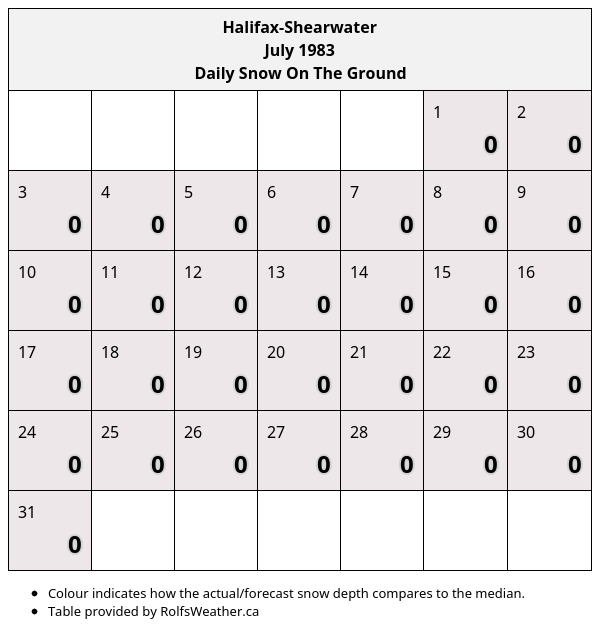 Halifax-Shearwater
July 1983
Daily Snow On The Ground
1 2
0 0
3 4 5 6 7 8 9
0 0 0 0 0 0 0
10 11 12 13 14 15 16
0 0 0 0 0 0 0
17 18 19 20 21 22 23
0 0 0 0 0 0 0
24 25 26 27 28 29 30
0 0 0 0 0 0 0
31
0
• Colour indicates how the actual/forecast snow depth compares to the median.
• Table provided by RolfsWeather.ca